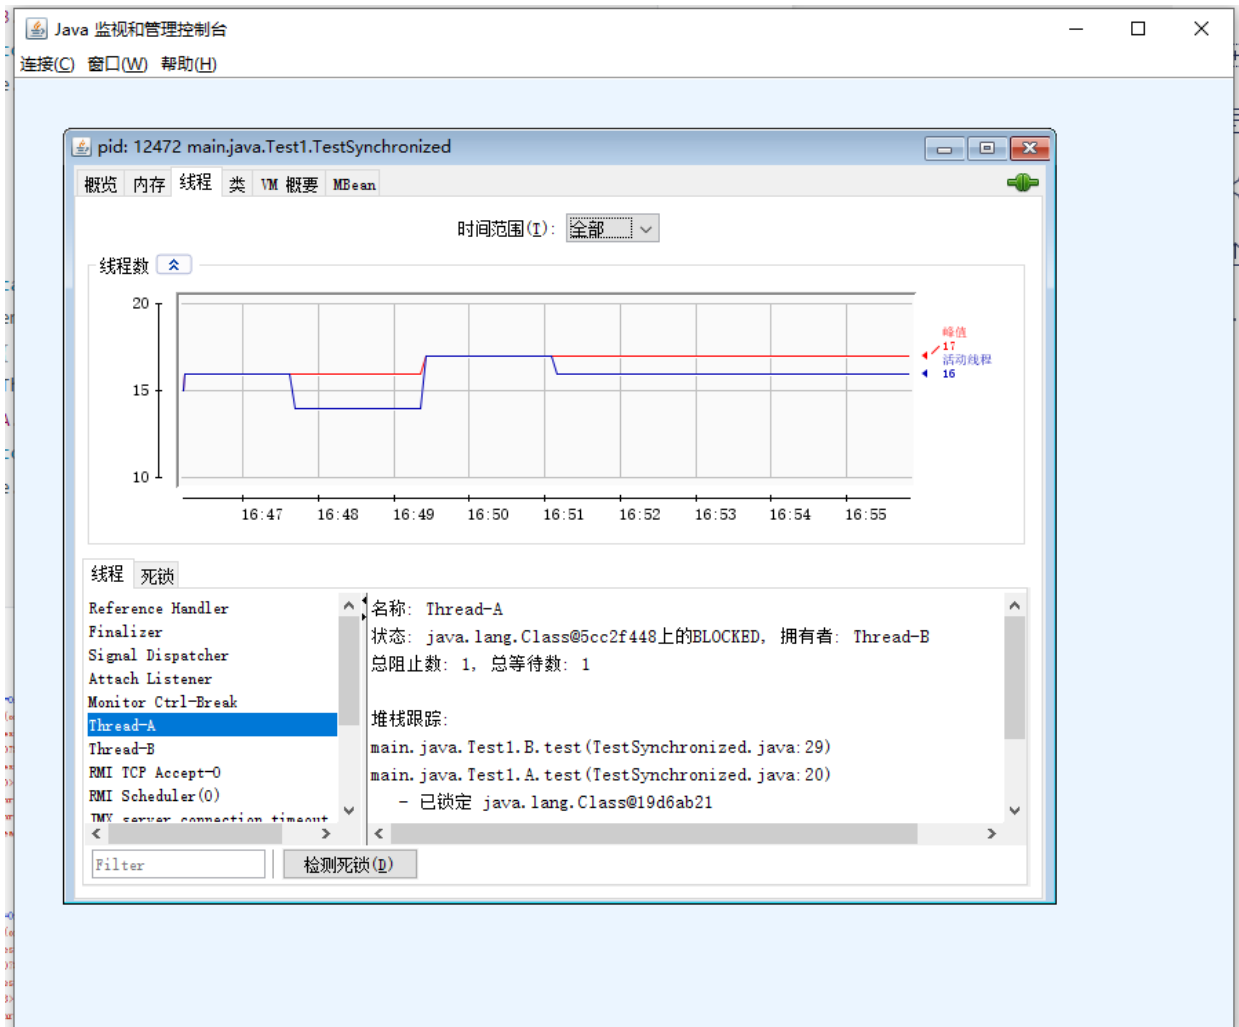 Java 监视和管理控制台
连接(C) 窗口(W) 帮助(H)
pid: 12472 main.java.Test1.TestSynchronized
概览 内存 线程 类 VM 概要 MBean
时间范围(T): 全部
线程数
20
15
10
峰值
17
活动线程
16
16:47 16:48 16:49 16:50 16:51 16:52 16:53 16:54 16:55
线程 死锁
Reference Handler
Finalizer
Signal Dispatcher
Attach Listener
Monitor Ctrl-Break
Thread-A
Thread-B
RMI TCP Accept-0
RMI Scheduler(0)
JMX server connection timeout
名称: Thread-A
状态: java.lang.Class@5cc2f448上的BLOCKED, 拥有者: Thread-B
总阻止数: 1, 总等待数: 1
堆栈跟踪:
main.java.Test1.B.test(TestSynchronized.java:29)
main.java.Test1.A.test(TestSynchronized.java:20)
- 已锁定 java.lang.Class@19d6ab21
Filter
检测死锁(D)